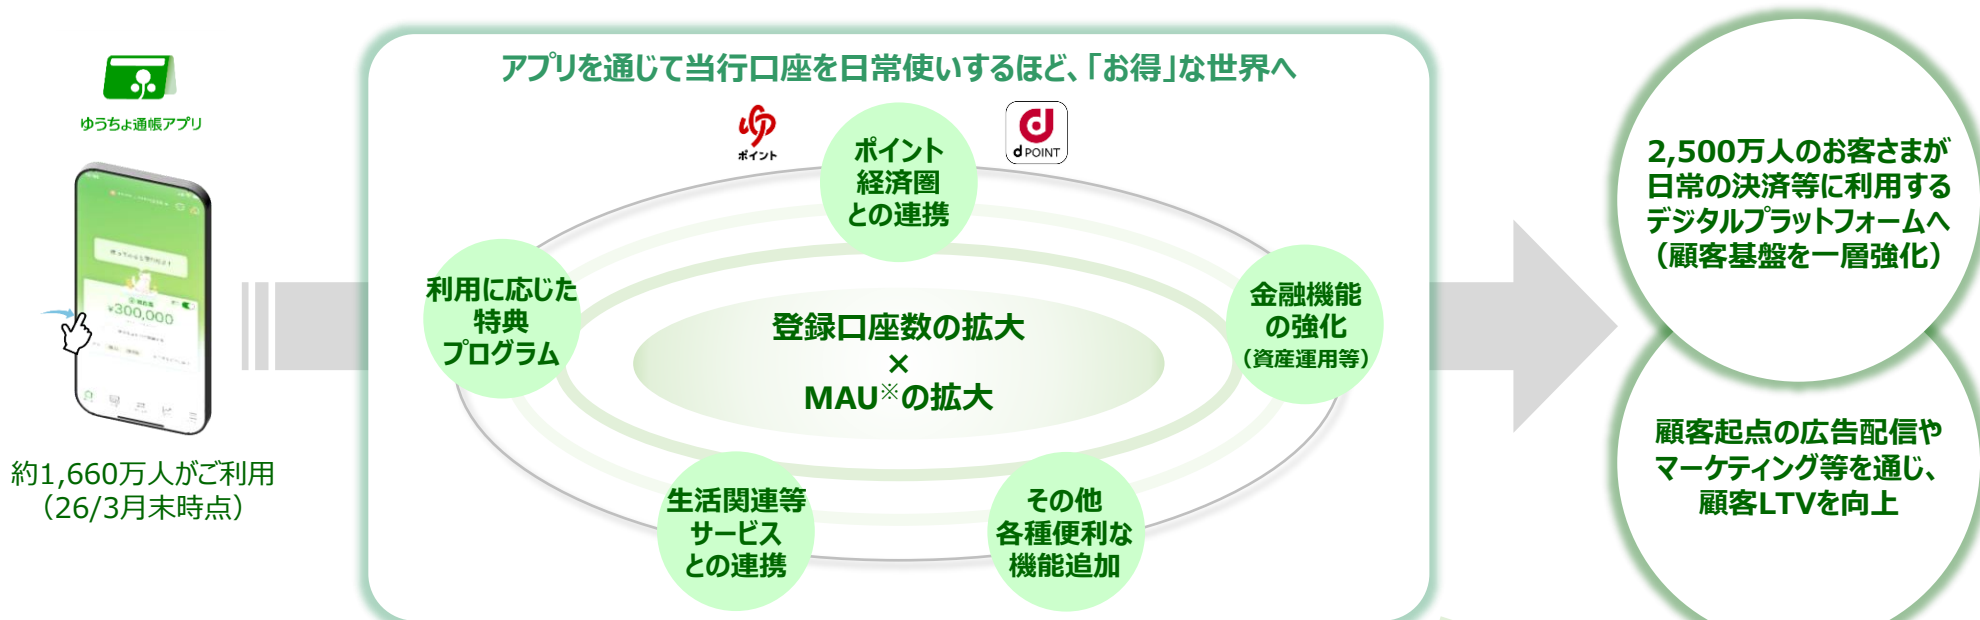 ゆうちょ通帳アプリ
¥300,000
約1,660万人がご利用
（26/3月末時点）
アプリを通じて当行口座を日常使いするほど、「お得」な世界へ
ゆうID
ポイント
d POINT
ポイント
経済圏
との連携
利用に応じた
特典
プログラム
金融機能
の強化
（資産運用等）
登録口座数の拡大
×
MAU※の拡大
生活関連等
サービス
との連携
その他
各種便利な
機能追加
2,500万人のお客さまが
日常の決済等に利用する
デジタルプラットフォームへ
（顧客基盤を一層強化）
顧客起点の広告配信や
マーケティング等を通じ、
顧客LTVを向上